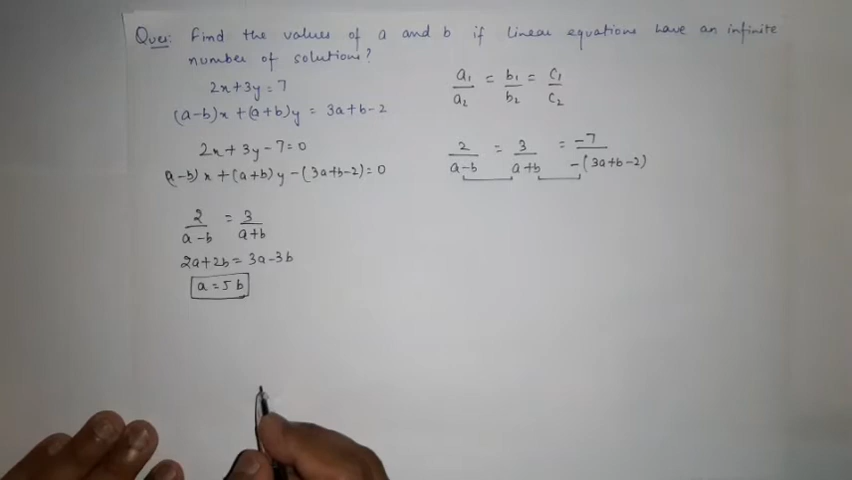 Ques: Find the values of a and b if linear equations have an infinite
number of solutions?
2x+3y=7
(a-b)x+(a+b)y = 3a+b-2
2x+3y-7=0
(a-b)x+(a+b)y-(3a+b-2)=0
2/(a-b) = 3/(a+b)
2a+2b=3a-3b
a=5b
a₁/a₂ = b₁/b₂ = c₁/c₂
2/(a-b) = 3/(a+b) = -7/-(3a+b-2)